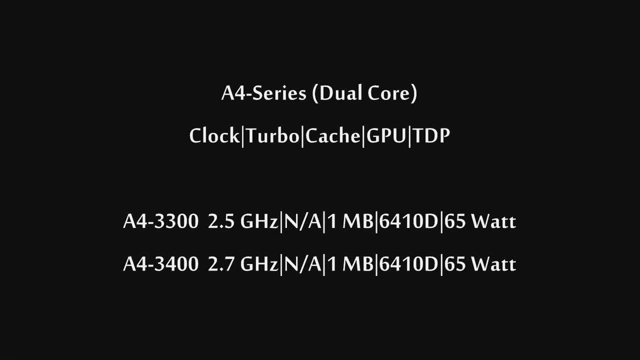 A4-Series (Dual Core)
Clock|Turbo|Cache|GPU|TDP
A4-3300 2.5 GHz|N/A|1 MB|6410D|65 Watt
A4-3400 2.7 GHz|N/A|1 MB|6410D|65 Watt